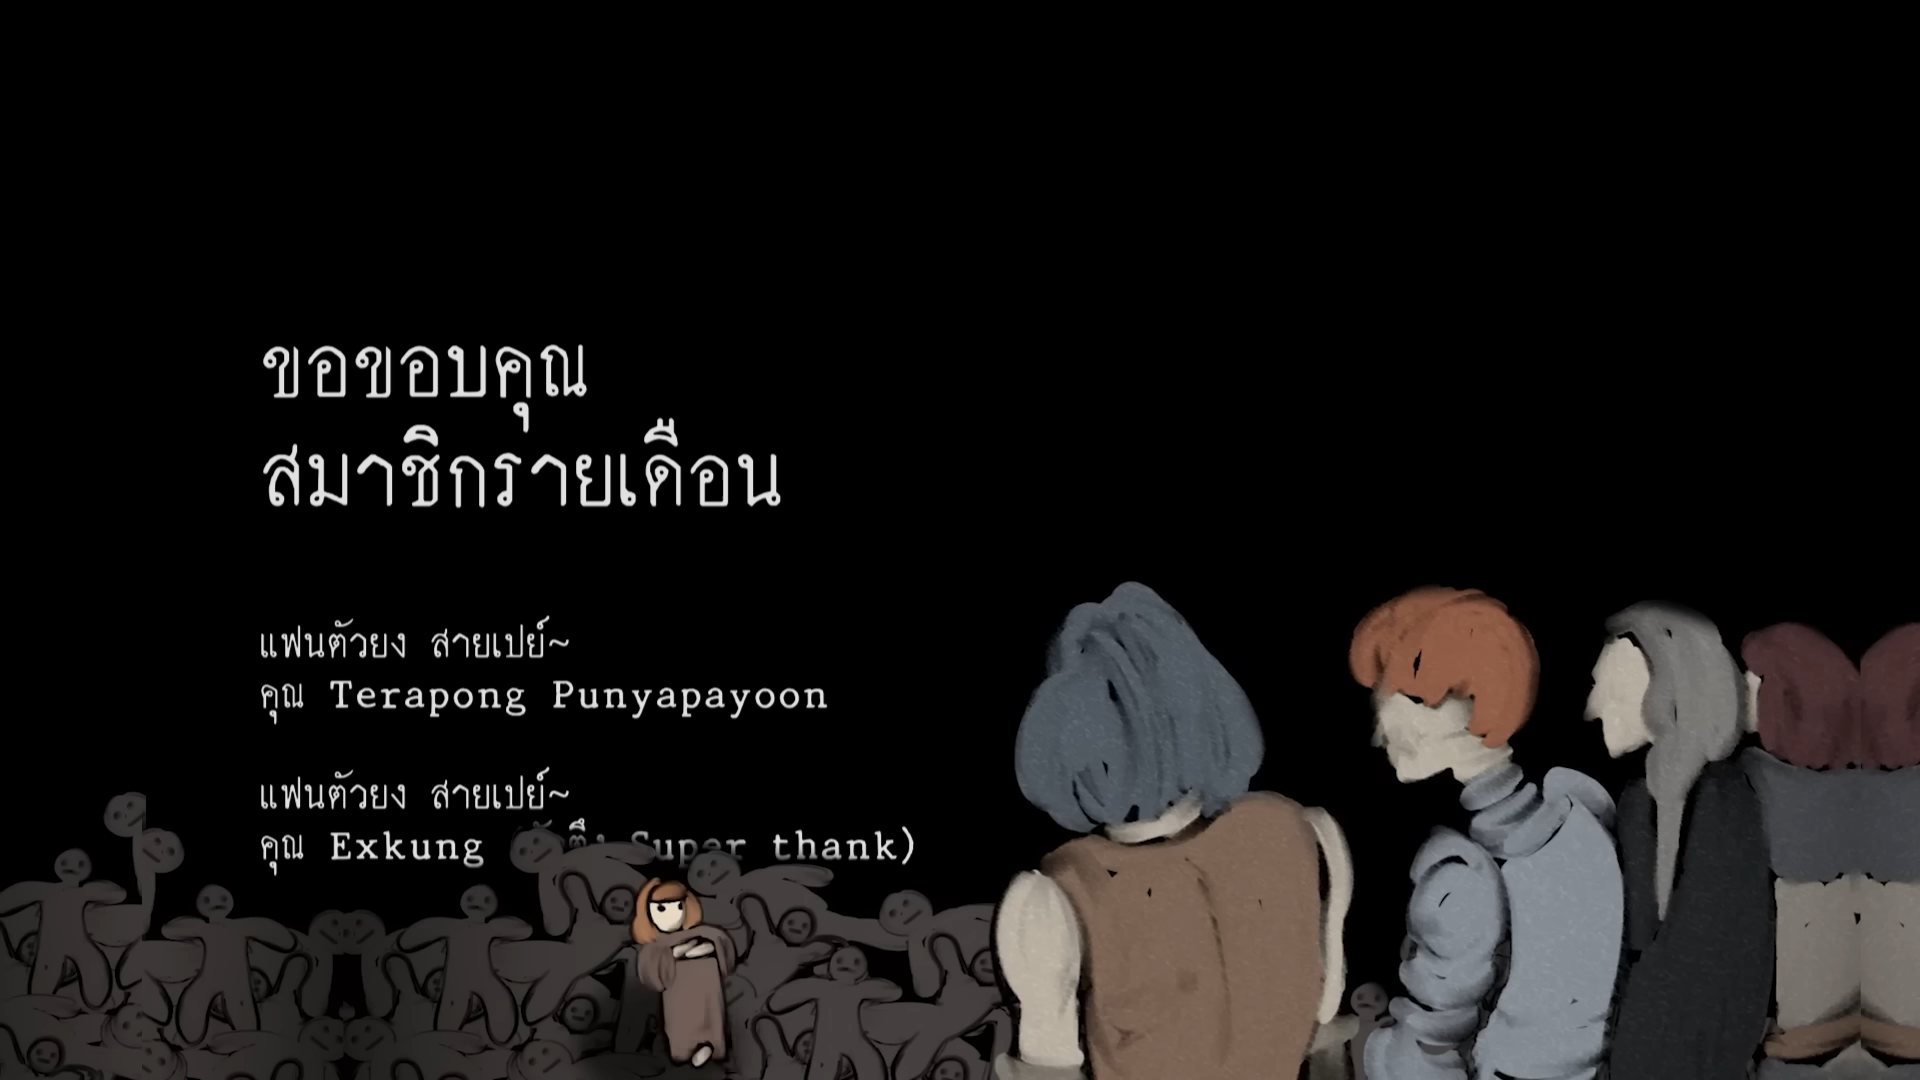 ขอขอบคุณ
สมาชิกรายเดือน
แฟนตัวยง สายเปย์~
คุณ Terapong Punyapayoon
แฟนตัวยง สายเปย์~
คุณ Exkung Super thank)